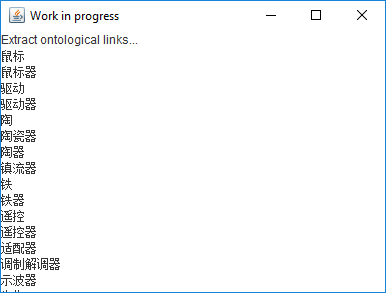 Work in progress
Extract ontological links...
鼠标
鼠标器
驱动
驱动器
陶
陶瓷器
陶器
镇流器
铁
铁器
遥控
遥控器
适配器
调制解调器
示波器